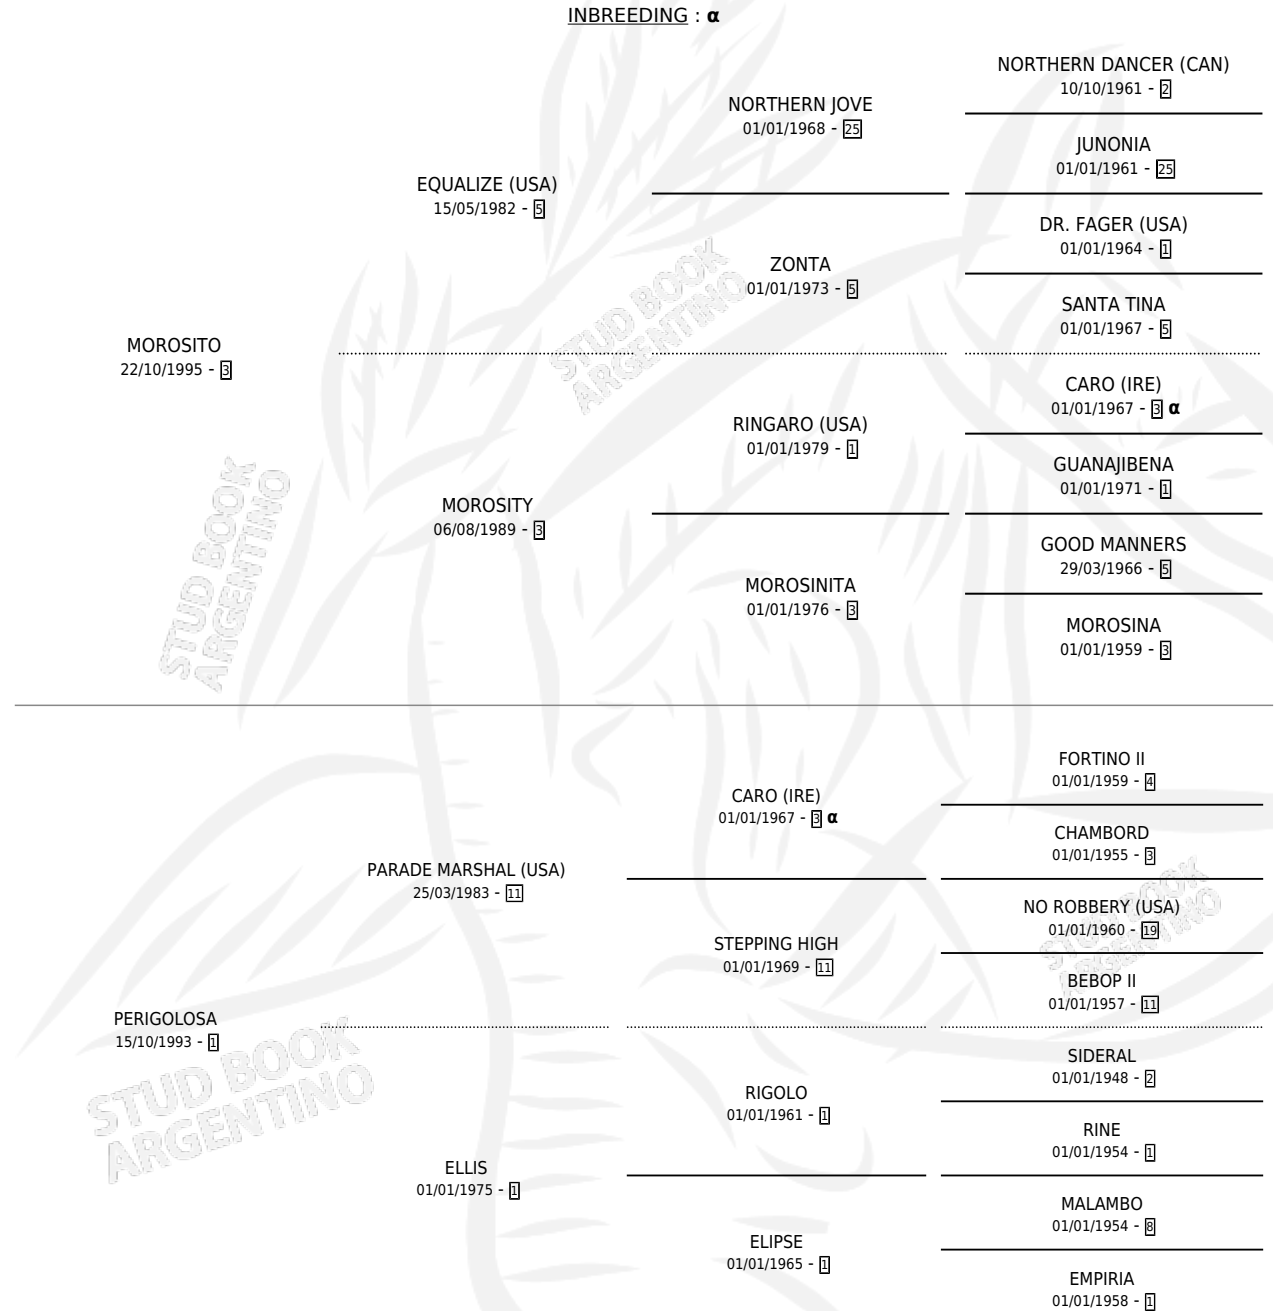 INBREEDING : α
NORTHERN DANCER (CAN)
10/10/1961 - 2
NORTHERN JOVE
01/01/1968 - 25
JUNONIA
01/01/1961 - 25
EQUALIZE (USA)
15/05/1982 - 5
DR. FAGER (USA)
01/01/1964 - 1
ZONTA
01/01/1973 - 5
SANTA TINA
01/01/1967 - 5
MOROSITO
22/10/1995 - 3
CARO (IRE)
01/01/1967 - 3 α
RINGARO (USA)
01/01/1979 - 1
GUANAJIBENA
01/01/1971 - 1
MOROSITY
06/08/1989 - 3
GOOD MANNERS
29/03/1966 - 5
MOROSINITA
01/01/1976 - 3
MOROSINA
01/01/1959 - 3
FORTINO II
01/01/1959 - 4
CARO (IRE)
01/01/1967 - 3 α
CHAMBORD
01/01/1955 - 3
PARADE MARSHAL (USA)
25/03/1983 - 11
NO ROBBERY (USA)
01/01/1960 - 19
STEPPING HIGH
01/01/1969 - 11
BEBOP II
01/01/1957 - 11
PERIGOLOSA
15/10/1993 - 1
SIDERAL
01/01/1948 - 2
RIGOLO
01/01/1961 - 1
RINE
01/01/1954 - 1
ELLIS
01/01/1975 - 1
MALAMBO
01/01/1954 - 8
ELIPSE
01/01/1965 - 1
EMPIRIA
01/01/1958 - 1
STUD BOOK
ARGENTINO
STUD BOOK
ARGENTINO
STUD BOOK
ARGENTINO
STUD BOOK
ARGENTINO